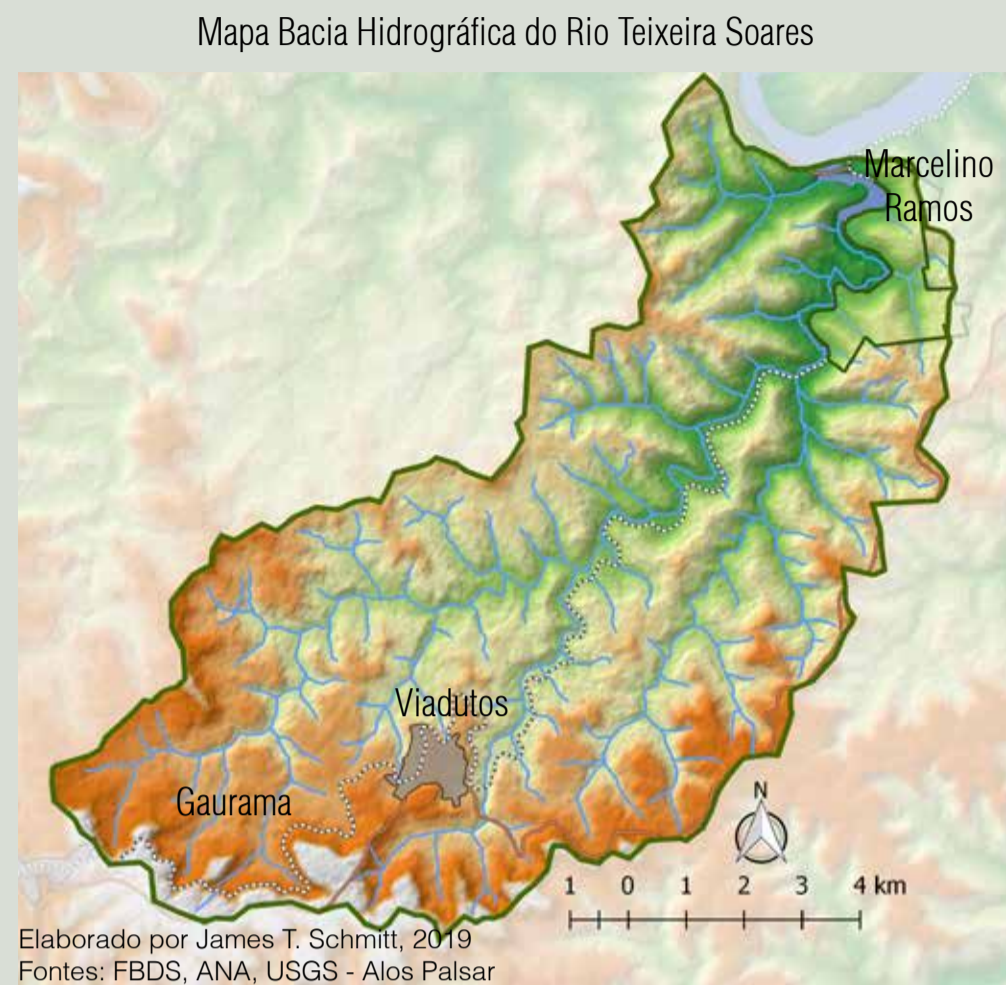 Mapa Bacia Hidrográfica do Rio Teixeira Soares
Marcelino
Ramos
Viadutos
Gaurama
N
1 0 1 2 3 4 km
Elaborado por James T. Schmitt, 2019
Fontes: FBDS, ANA, USGS - Alos Palsar